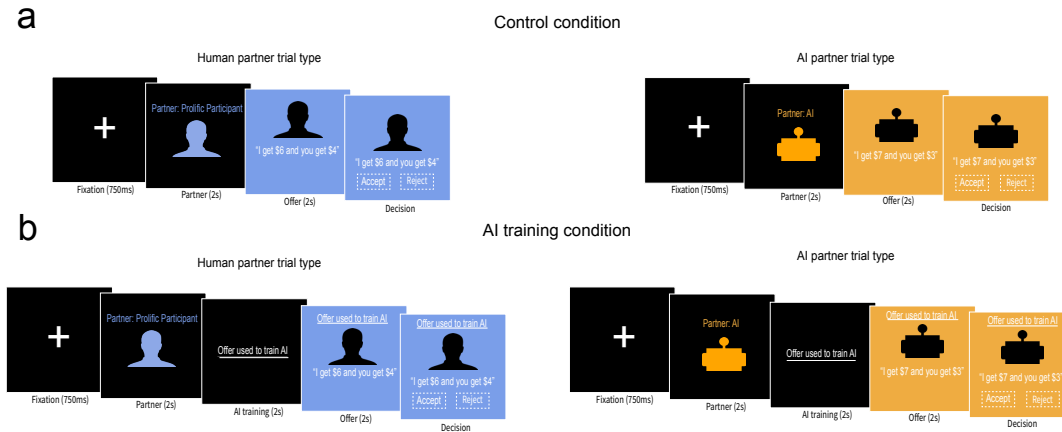 a
Control condition
Human partner trial type
AI partner trial type
Partner: Prolific Participant
"I get $6 and you get $4"
"I get $6 and you get $4"
Accept
Reject
Fixation (750ms)
Partner (2s)
Offer (2s)
Decision
Partner: AI
"I get $7 and you get $3"
"I get $7 and you get $3"
Accept
Reject
Fixation (750ms)
Partner (2s)
Offer (2s)
Decision
b
AI training condition
Human partner trial type
AI partner trial type
Partner: Prolific Participant
Offer used to train AI
Offer used to train AI
"I get $6 and you get $4"
Offer used to train AI
"I get $6 and you get $4"
Accept
Reject
Fixation (750ms)
Partner (2s)
AI training (2s)
Offer (2s)
Decision
Partner: AI
Offer used to train AI
Offer used to train AI
"I get $7 and you get $3"
Offer used to train AI
"I get $7 and you get $3"
Accept
Reject
Fixation (750ms)
Partner (2s)
AI training (2s)
Offer (2s)
Decision